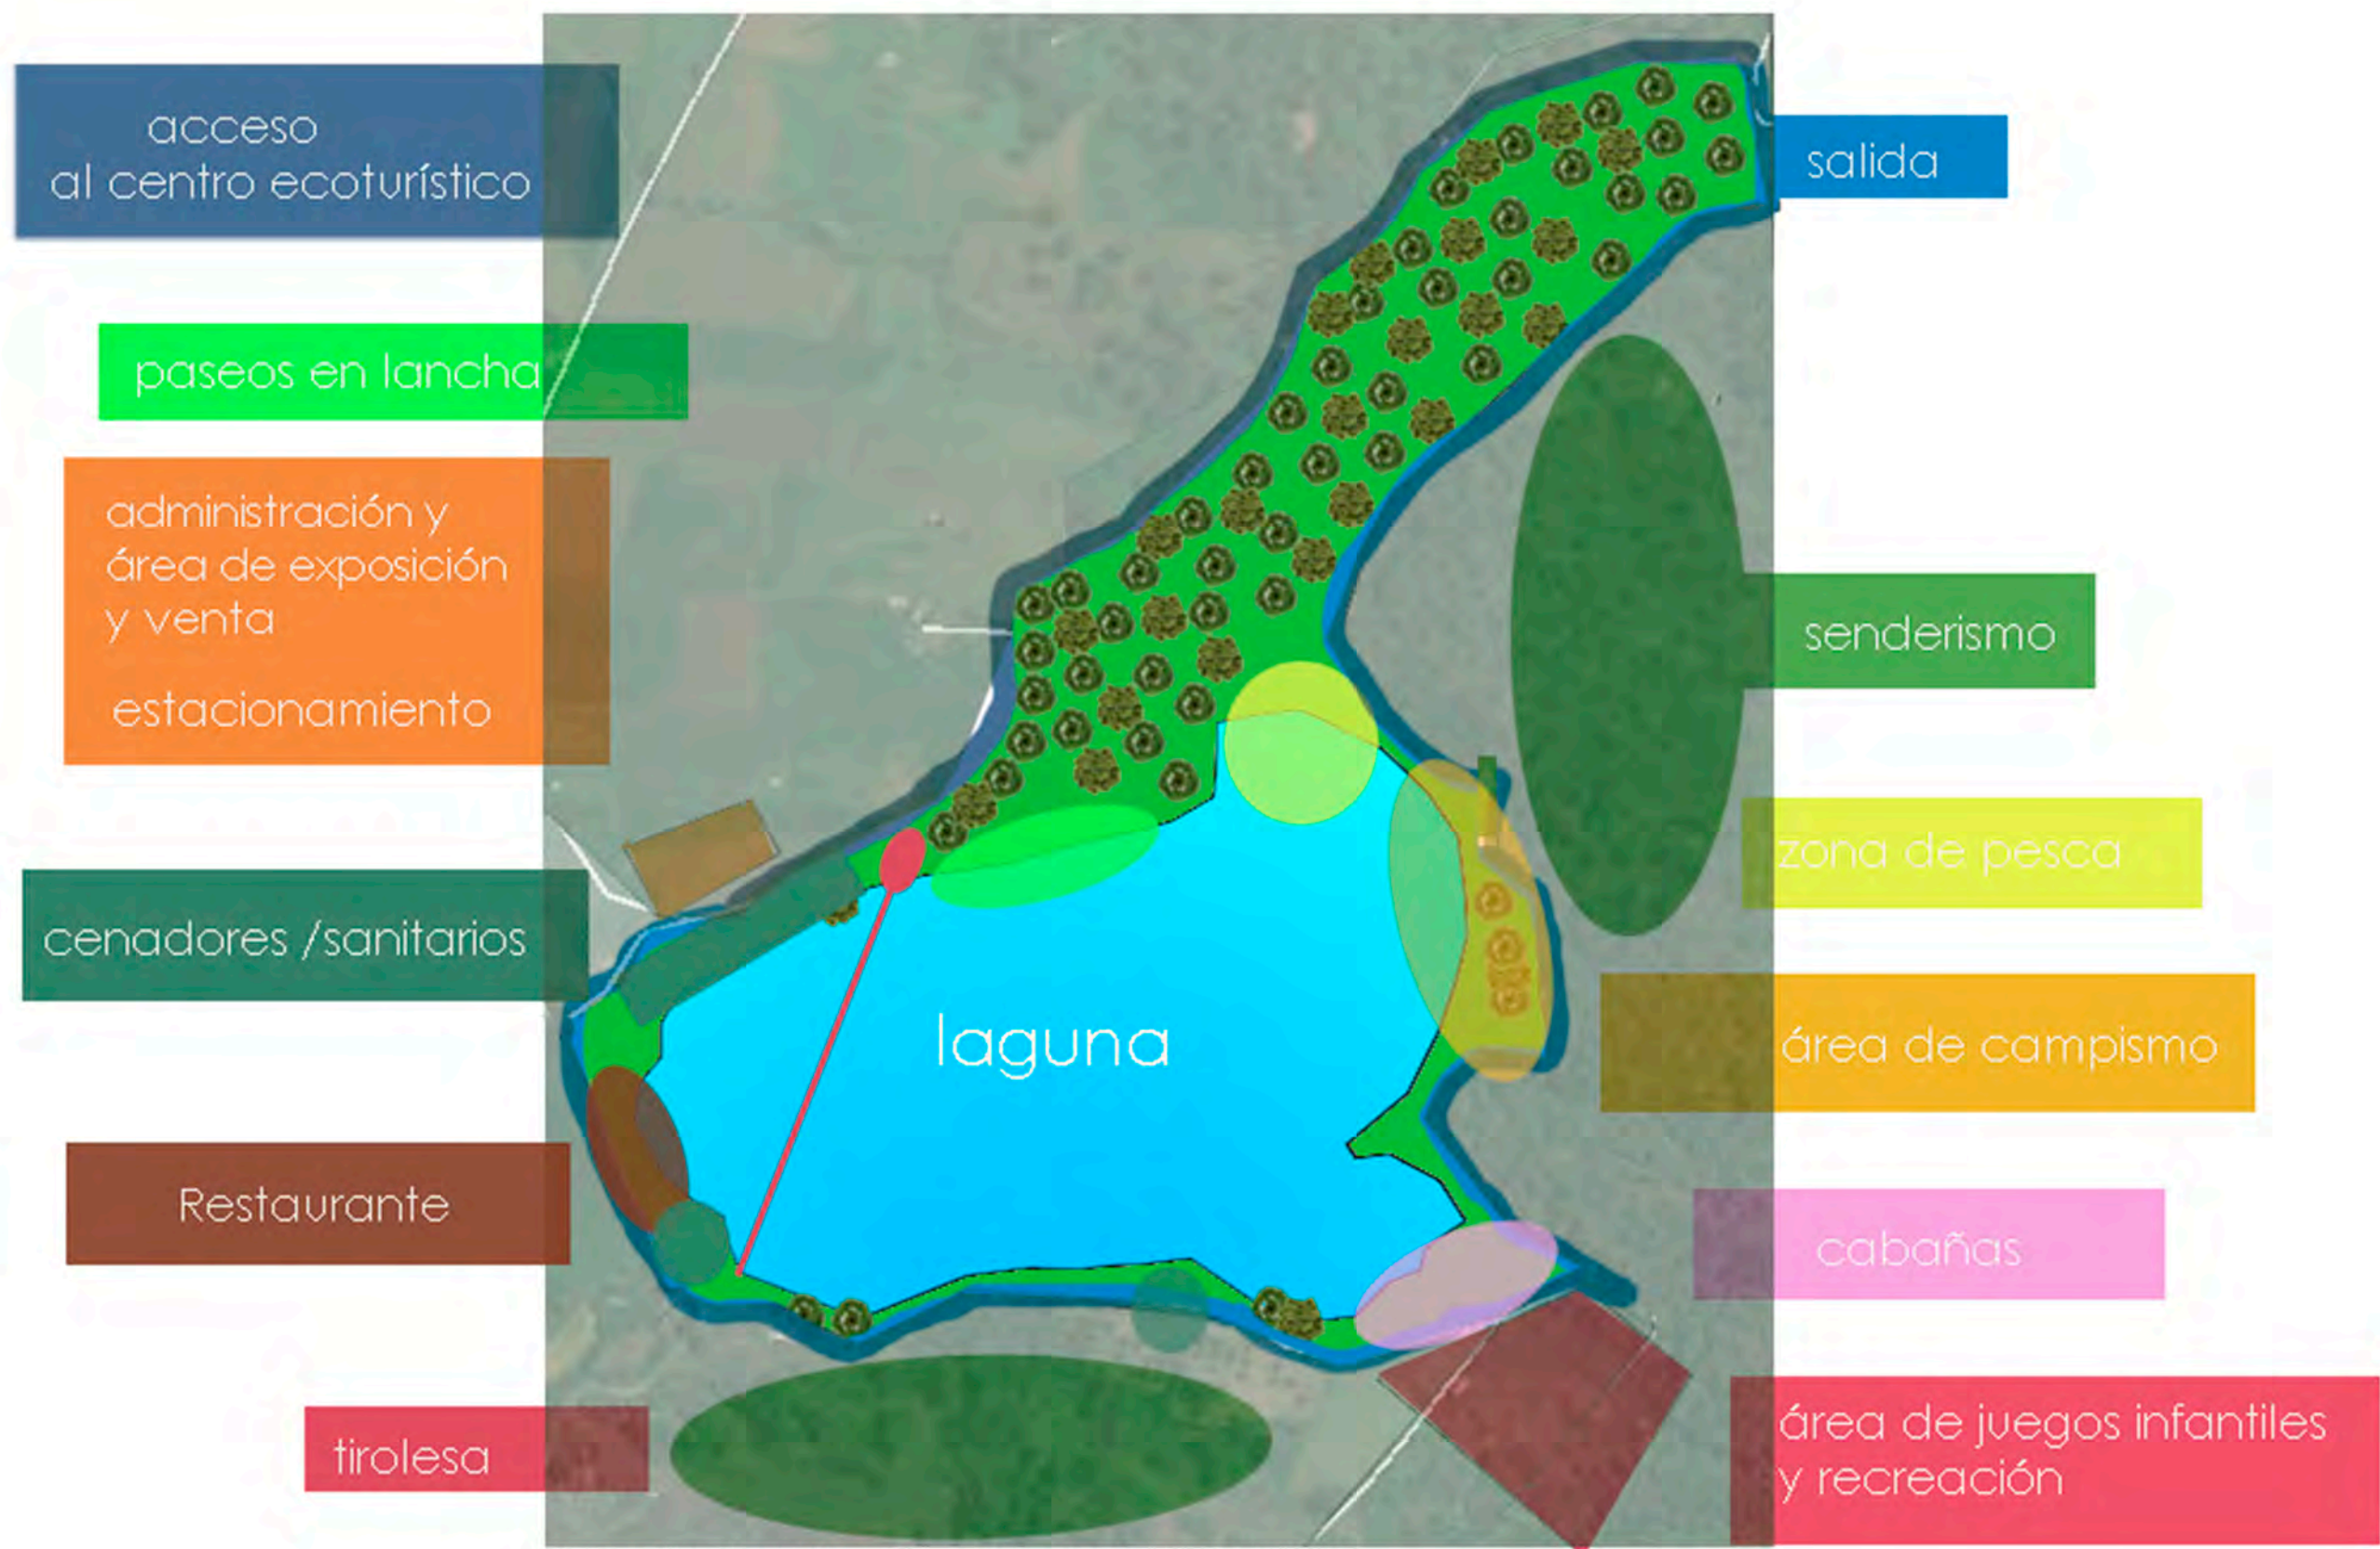 acceso
al centro ecoturístico
paseos en lancha
administración y
área de exposición
y venta
estacionamiento
cenadores /sanitarios
Restaurante
tirolesa
laguna
salida
senderismo
zona de pesca
área de campismo
cabañas
área de juegos infantiles
y recreación